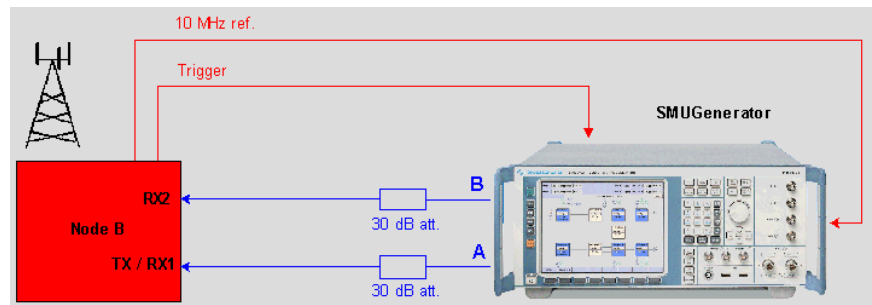 10 MHz ref.
Trigger
SMUGenerator
RX2
B
30 dB att.
Node B
TX / RX1
A
30 dB att.